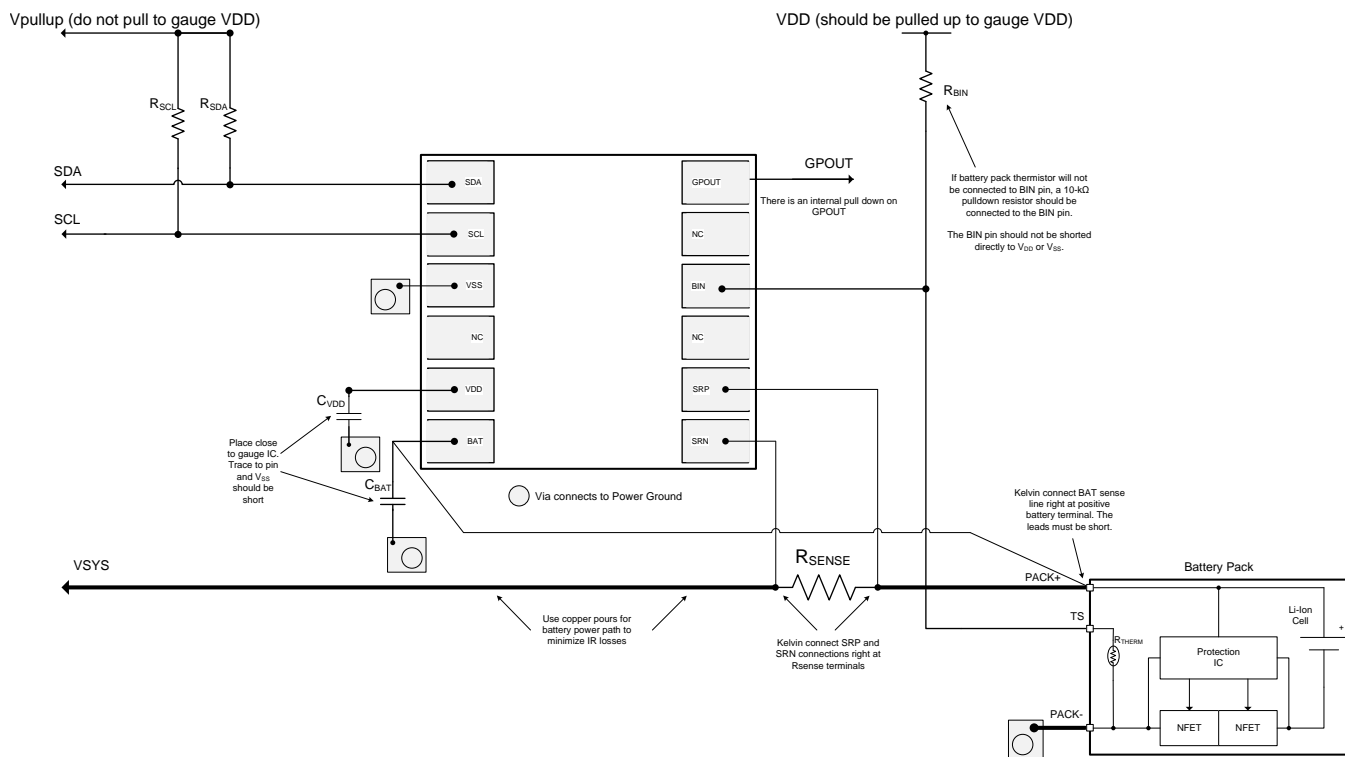 Vpullup (do not pull to gauge VDD)
VDD (should be pulled up to gauge VDD)
RSCL
RSDA
RBIN
SDA
SCL
GPOUT
There is an internal pull down on
GPOUT
If battery pack thermistor will not
be connected to BIN pin, a 10-kΩ
pulldown resistor should be
connected to the BIN pin.
The BIN pin should not be shorted
directly to VDD or VSS.
SDA
SCL
VSS
NC
VDD
BAT
GPOUT
NC
BIN
NC
SRP
SRN
CVDD
Place close
to gauge IC.
Trace to pin
and VSS
should be
short
CBAT
Via connects to Power Ground
Kelvin connect BAT sense
line right at positive
battery terminal. The
leads must be short.
VSYS
RSENSE
PACK+
Battery Pack
Use copper pours for
battery power path to
minimize IR losses
Kelvin connect SRP and
SRN connections right at
Rsense terminals
TS
RTHERM
Protection
IC
Li-Ion
Cell
+
NFET
NFET
PACK-